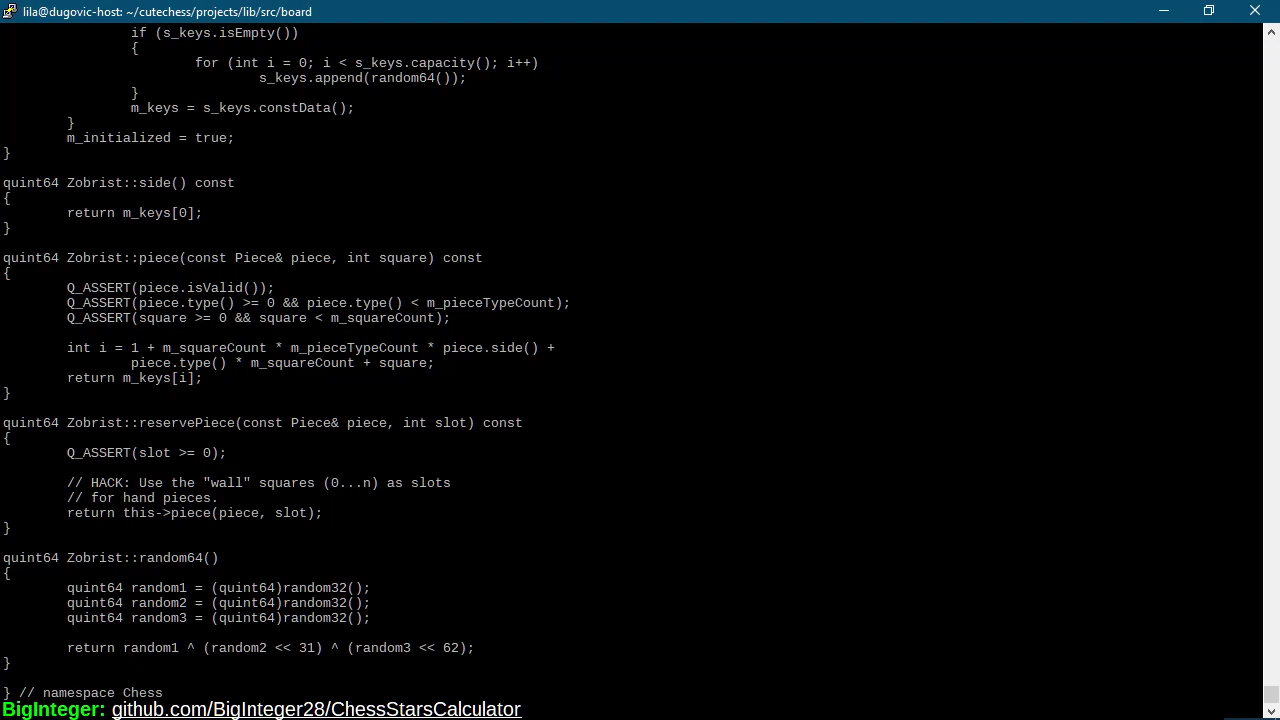 lila@dugovic-host: ~/cutechess/projects/lib/src/board
if (s_keys.isEmpty())
{
for (int i = 0; i < s_keys.capacity(); i++)
s_keys.append(random64());
}
m_keys = s_keys.constData();
}
m_initialized = true;
}
quint64 Zobrist::side() const
{
return m_keys[0];
}
quint64 Zobrist::piece(const Piece& piece, int square) const
{
Q_ASSERT(piece.isValid());
Q_ASSERT(piece.type() >= 0 && piece.type() < m_pieceTypeCount);
Q_ASSERT(square >= 0 && square < m_squareCount);
int i = 1 + m_squareCount * m_pieceTypeCount * piece.side() +
piece.type() * m_squareCount + square;
return m_keys[i];
}
quint64 Zobrist::reservePiece(const Piece& piece, int slot) const
{
Q_ASSERT(slot >= 0);
// HACK: Use the "wall" squares (0...n) as slots
// for hand pieces.
return this->piece(piece, slot);
}
quint64 Zobrist::random64()
{
quint64 random1 = (quint64)random32();
quint64 random2 = (quint64)random32();
quint64 random3 = (quint64)random32();
return random1 ^ (random2 << 31) ^ (random3 << 62);
}
} // namespace Chess
BigInteger: github.com/BigInteger28/ChessStarsCalculator